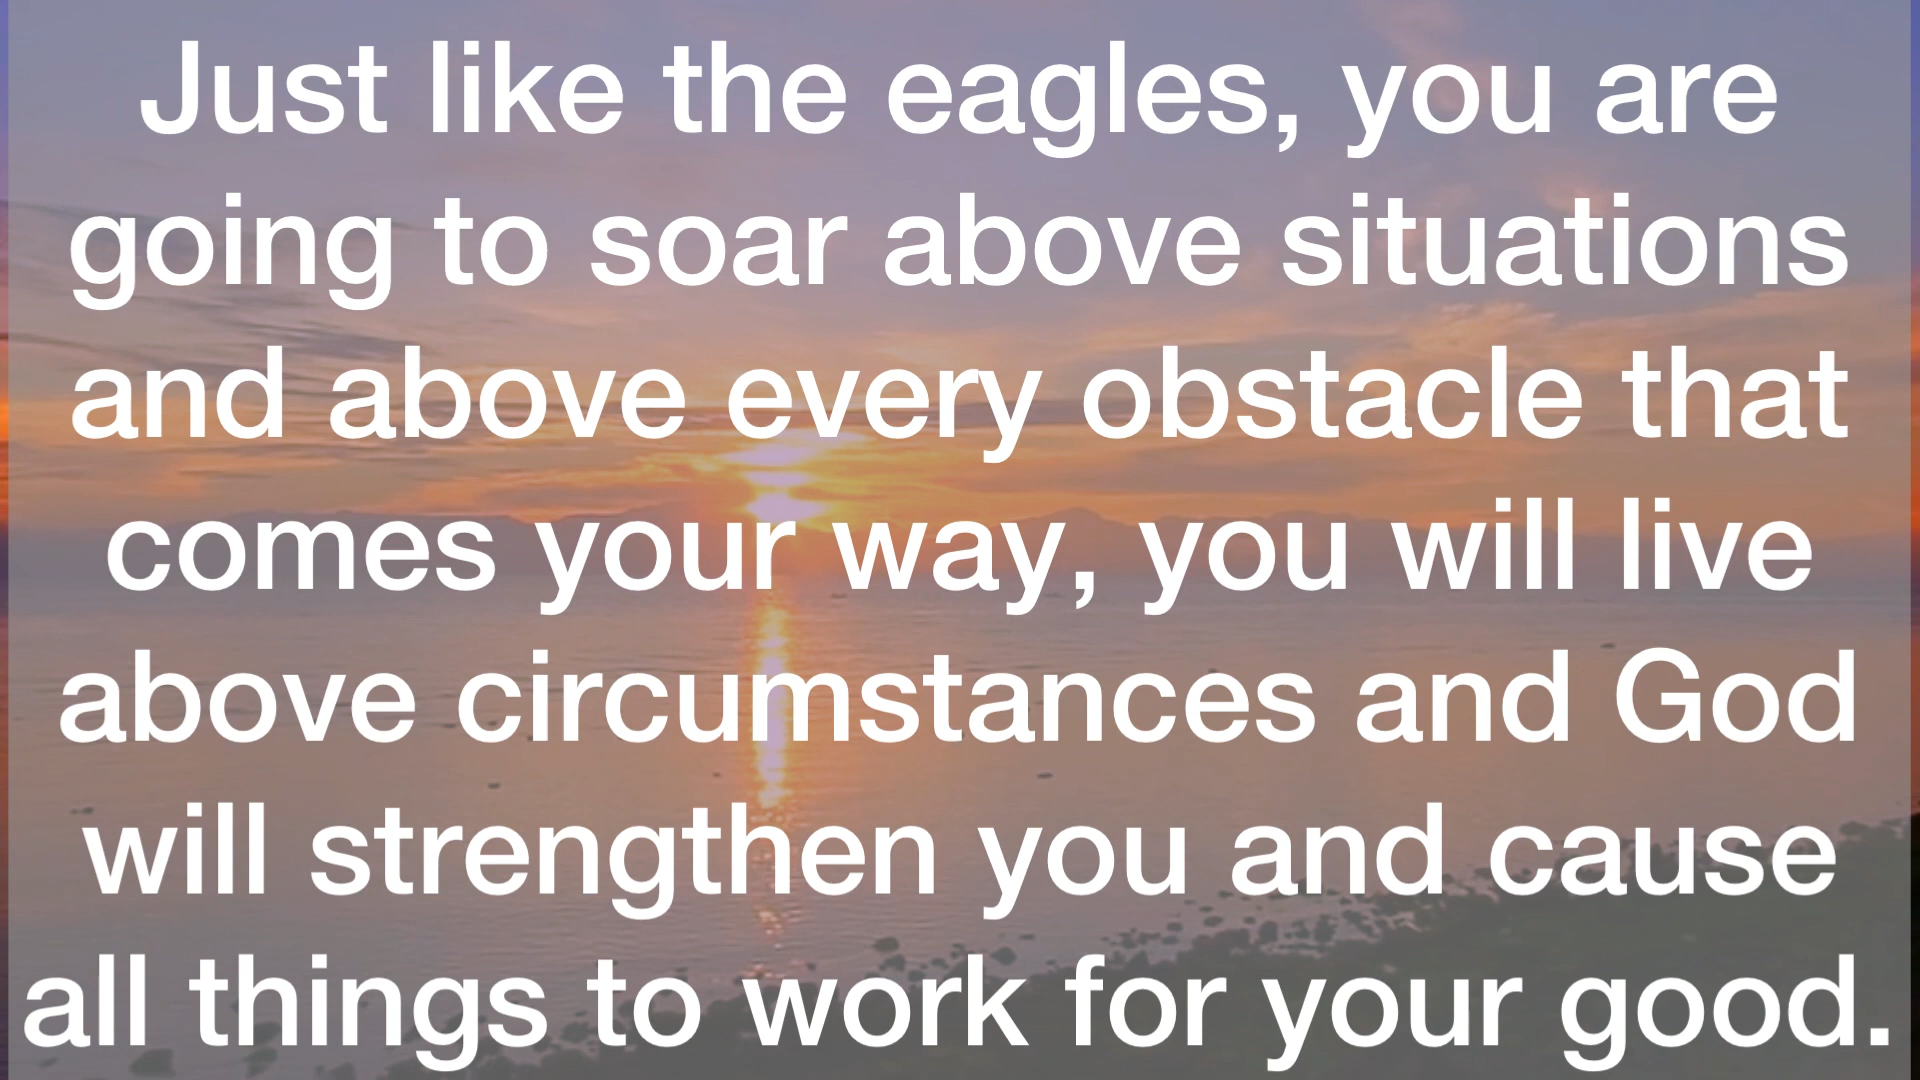 Just like the eagles, you are
going to soar above situations
and above every obstacle that
comes your way, you will live
above circumstances and God
will strengthen you and cause
all things to work for your good.